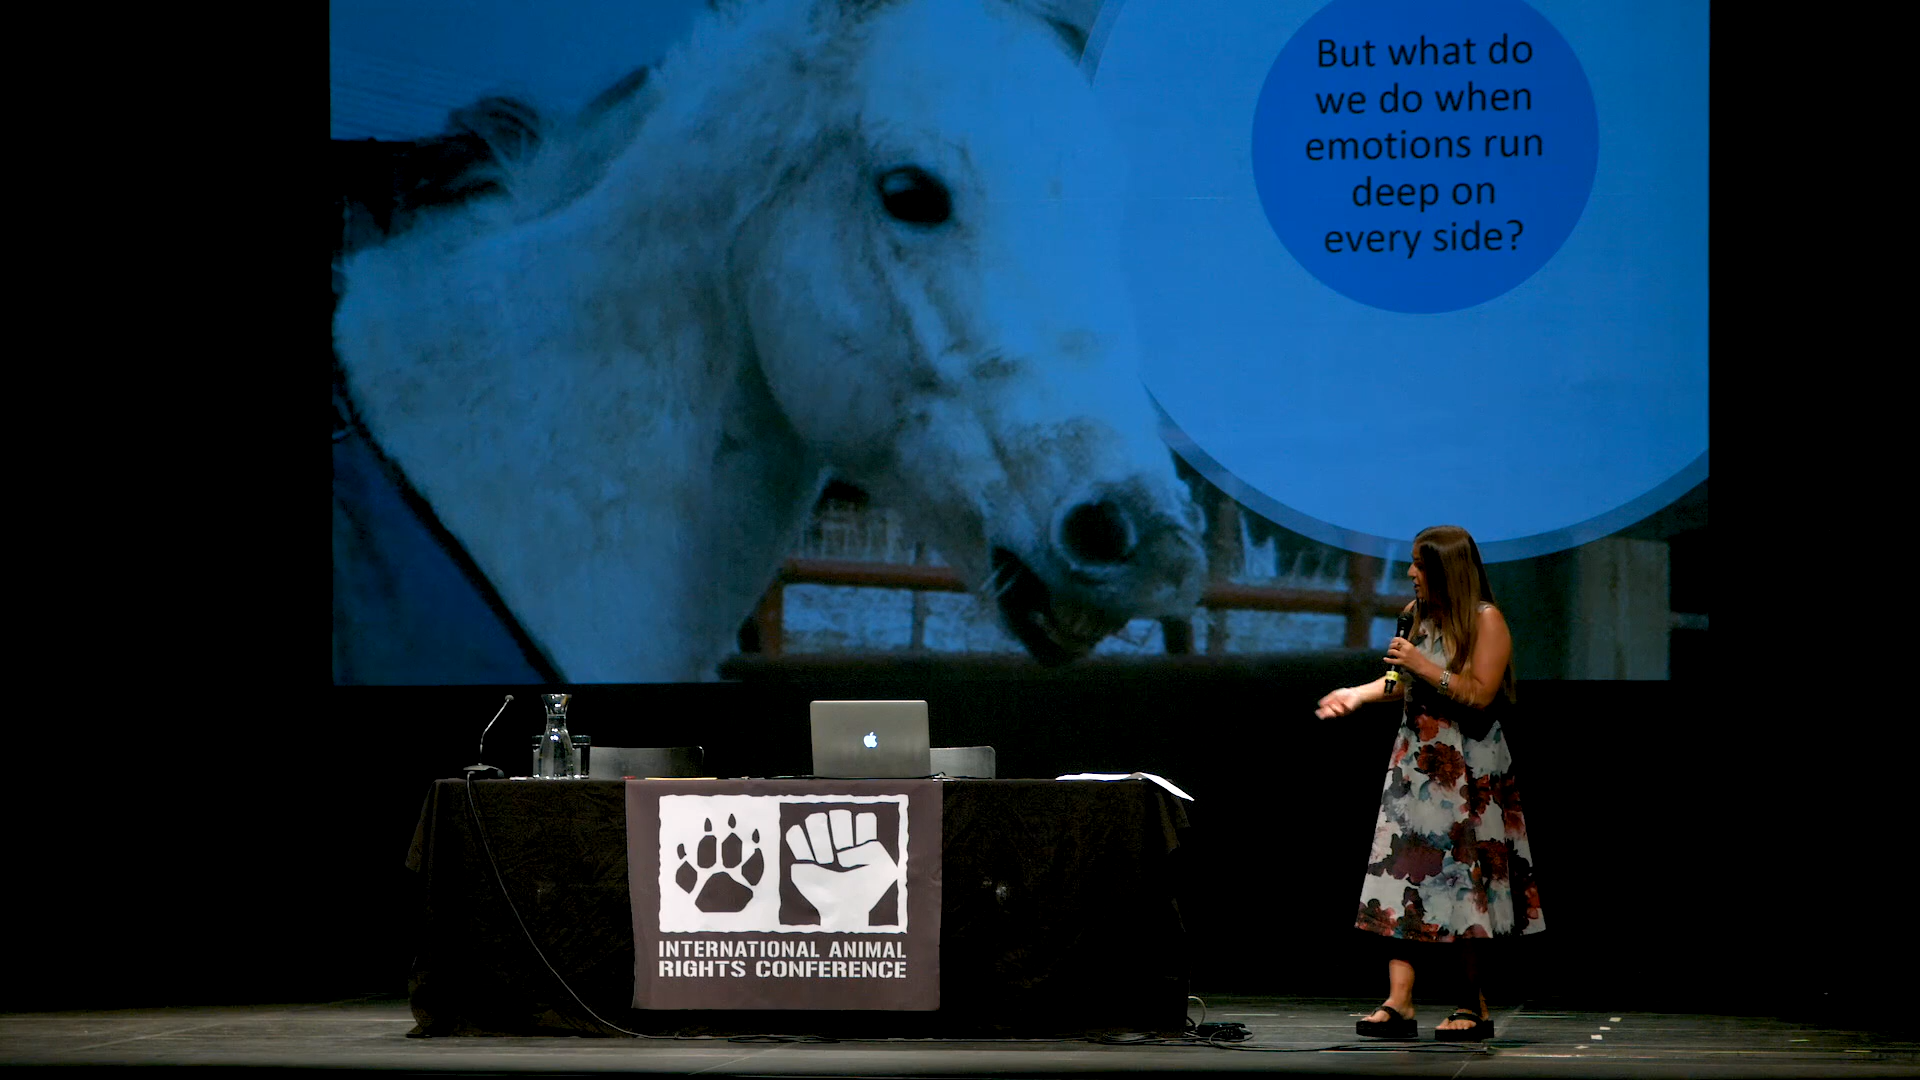 But what do
we do when
emotions run
deep on
every side?
INTERNATIONAL ANIMAL
RIGHTS CONFERENCE